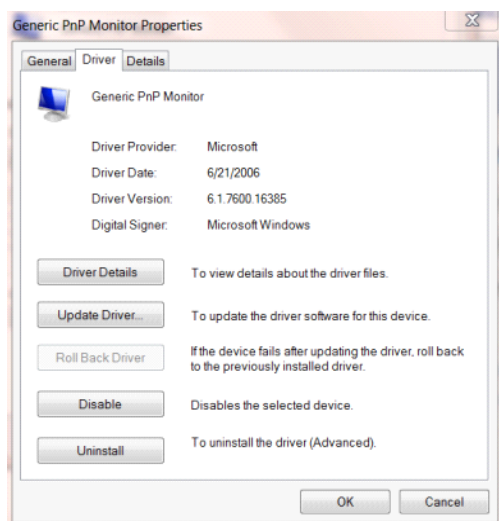 Generic PnP Monitor Properties
General Driver Details
Generic PnP Monitor
Driver Provider: Microsoft
Driver Date: 6/21/2006
Driver Version: 6.1.7600.16385
Digital Signer: Microsoft Windows
Driver Details To view details about the driver files.
Update Driver... To update the driver software for this device.
Roll Back Driver If the device fails after updating the driver, roll back
to the previously installed driver.
Disable Disables the selected device.
Uninstall To uninstall the driver (Advanced).
OK Cancel